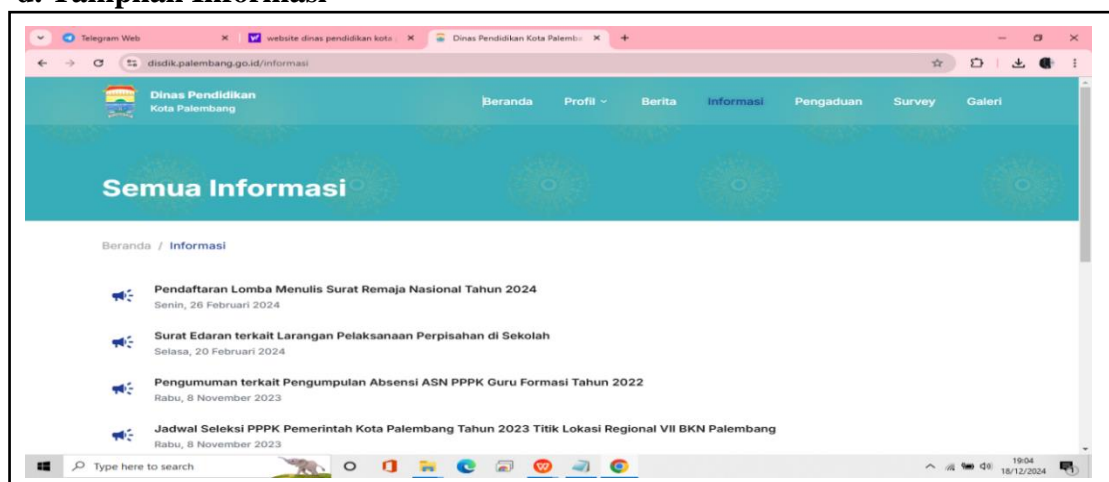 d. Tampilan Informasi
Telegram Web
website dinas pendidikan kota
Dinas Pendidikan Kota Palemba
disdik.palembang.go.id/informasi
Dinas Pendidikan
Kota Palembang
Beranda Profil Berita Informasi Pengaduan Survey Galeri
Semua Informasi
Beranda / Informasi
Pendaftaran Lomba Menulis Surat Remaja Nasional Tahun 2024
Senin, 26 Februari 2024
Surat Edaran terkait Larangan Pelaksanaan Perpisahan di Sekolah
Selasa, 20 Februari 2024
Pengumuman terkait Pengumpulan Absensi ASN PPPK Guru Formasi Tahun 2022
Rabu, 8 November 2023
Jadwal Seleksi PPPK Pemerintah Kota Palembang Tahun 2023 Titik Lokasi Regional VII BKN Palembang
Rabu, 8 November 2023
Type here to search
19:04
18/12/2024